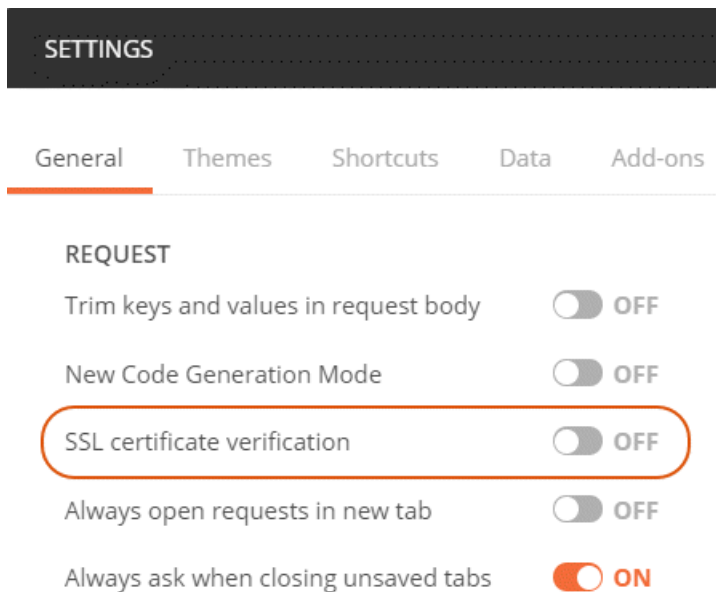 SETTINGS
General Themes Shortcuts Data Add-ons
REQUEST
Trim keys and values in request body OFF
New Code Generation Mode OFF
SSL certificate verification OFF
Always open requests in new tab OFF
Always ask when closing unsaved tabs ON